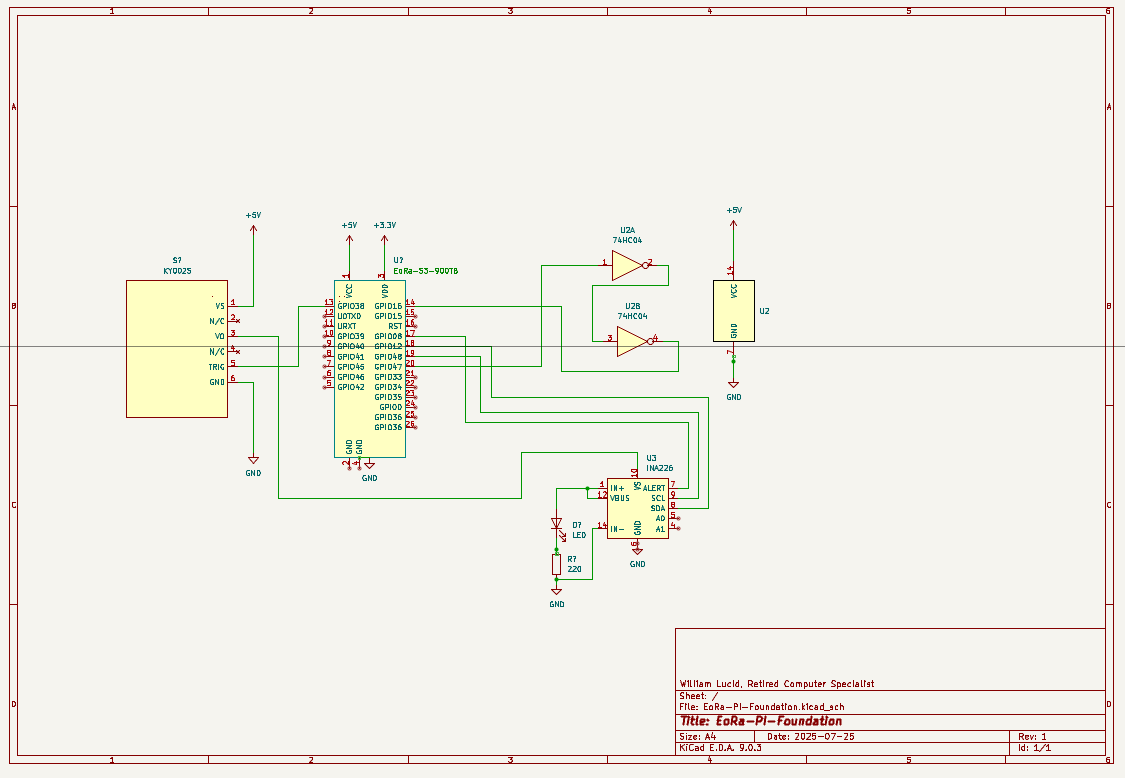 1 2 3 4 5 6
A A
+5V
+5V
+5V +3.3V
U2A
74HC04
S?
KY0025
U?
EoRa-S3-900TB
1 2
14
VCC
U2
GND
7
GND
U2B
74HC04
3 4
B B
VS 1
N/C 2
VO 3
N/C 4
TRIG 5
GND 6
GND
1 3
VCC VDD
13 GPIO38 GPIO16 14
12 U0TXD GPIO15 15
11 URXT RST 16
10 GPIO39 GPIO08 17
9 GPIO40 GPIO12 18
8 GPIO41 GPIO48 19
7 GPIO45 GPIO47 20
6 GPIO46 GPIO33 21
5 GPIO42 GPIO34 22
GPIO35 23
GPIO0 24
GPIO36 25
GPIO36 26
GND GND
2 4
GND
U3
INA226
10
VS
1 IN+ ALERT 7
12 VBUS SCL 9
SDA 8
A0 5
14 IN- A1 4
GND
6
GND
C C
D?
LED
R?
220
GND
William Lucid, Retired Computer Specialist
Sheet: /
File: EoRa-PI-Foundation.kicad_sch
Title: EoRa-PI-Foundation
Size: A4 Date: 2025-07-25 Rev: 1
KiCad E.D.A. 9.0.3 Id: 1/1
D D
1 2 3 4 5 6